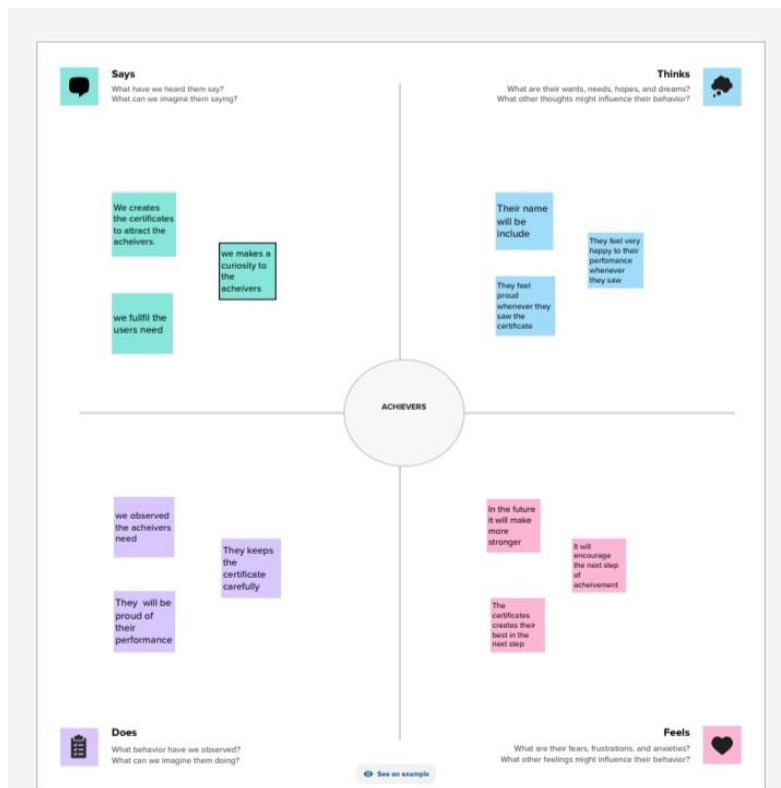 Says
What have we heard them say?
What can we imagine them saying?
Thinks
What are their wants, needs, hopes, and dreams?
What other thoughts might influence their behavior?
We creates
the certificates
to attract the
acheivers.
we makes a
curiosity to
the
acheivers
we fullfil the
users need
Their name
will be
include
They feel very
happy to their
perfomance
whenever
they saw
They feel
proud
whenever they
saw the
certificate
ACHIEVERS
we observed
the acheivers
need
They keeps
the
certificate
carefully
They will be
proud of
their
performance
In the future
it will make
more
stronger
It will
encourage
the next step
of
acheivement
The
certificates
creates their
best in the
next step
Does
What behavior have we observed?
What can we imagine them doing?
Feels
What are their fears, frustrations, and anxieties?
What other feelings might influence their behavior?
See an example